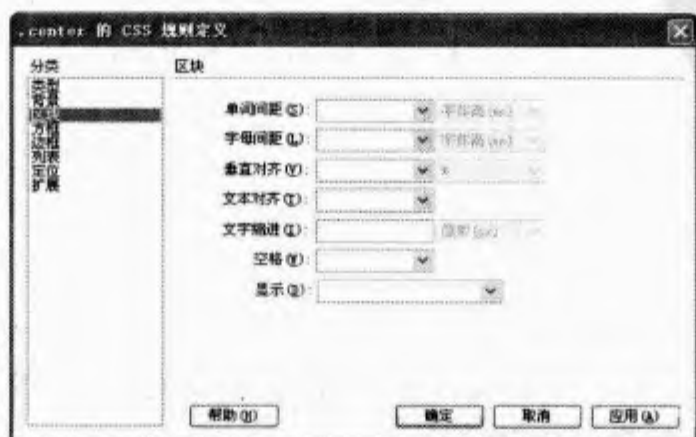 .center 的 CSS 规则定义
分类
类型
背景
区块
方框
边框
列表
定位
扩展
区块
单词间距(S):
字母间距(L):
垂直对齐(V): %
文本对齐(T):
文字缩进(I): 像素(px)
空格(W):
显示(D):
帮助(H) 确定 取消 应用(A)